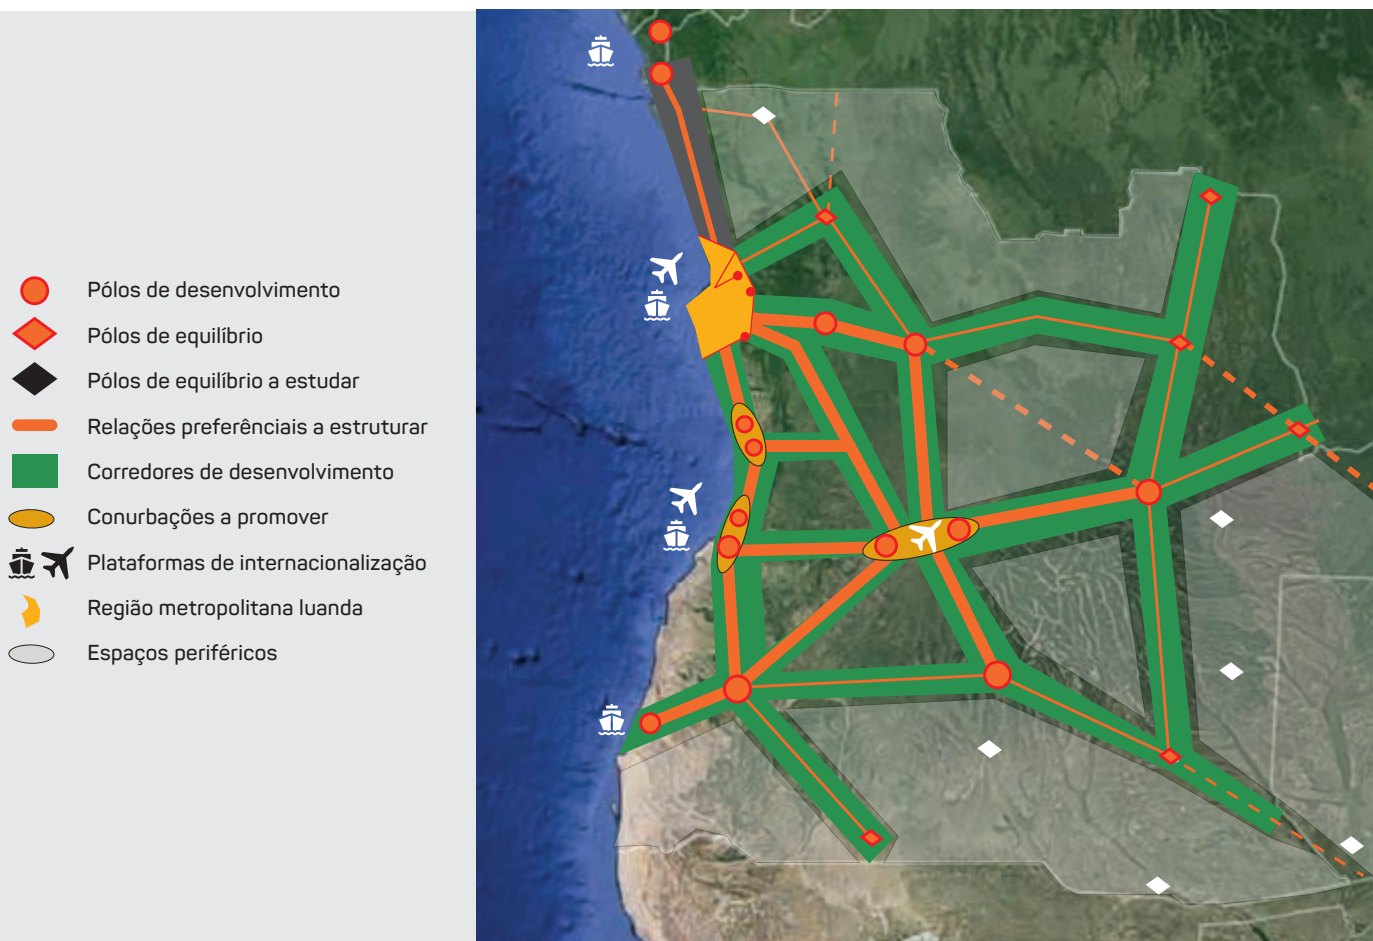 Pólos de desenvolvimento
Pólos de equilíbrio
Pólos de equilíbrio a estudar
Relações preferênciais a estruturar
Corredores de desenvolvimento
Conurbações a promover
Plataformas de internacionalização
Região metropolitana luanda
Espaços periféricos